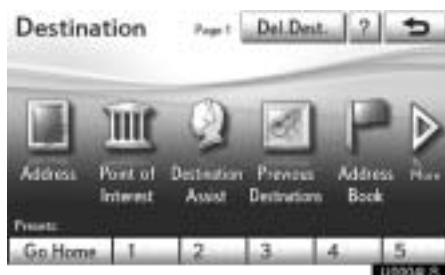 Destination Page 1 Del.Dest. ?
Address Point of Interest Destination Assist Previous Destinations Address Book More
Presets:
Go Home 1 2 3 4 5